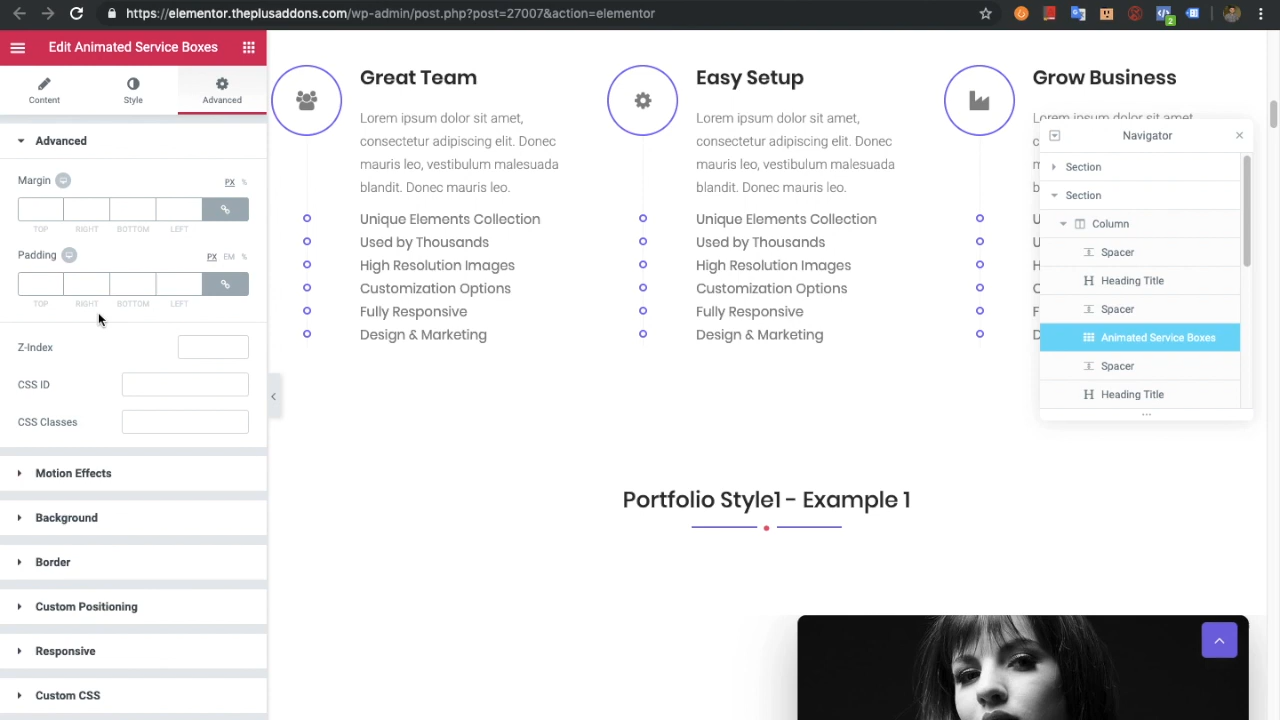 https://elementor.theplusaddons.com/wp-admin/post.php?post=27007&action=elementor
2
Edit Animated Service Boxes
Content
Style
Advanced
Advanced
Margin
PX %
TOP RIGHT BOTTOM LEFT
Padding
PX EM %
TOP RIGHT BOTTOM LEFT
Z-Index
CSS ID
CSS Classes
Motion Effects
Background
Border
Custom Positioning
Responsive
Custom CSS
Great Team
Lorem ipsum dolor sit amet,
consectetur adipiscing elit. Donec
mauris leo, vestibulum malesuada
blandit. Donec mauris leo.
Unique Elements Collection
Used by Thousands
High Resolution Images
Customization Options
Fully Responsive
Design & Marketing
Easy Setup
Lorem ipsum dolor sit amet,
consectetur adipiscing elit. Donec
mauris leo, vestibulum malesuada
blandit. Donec mauris leo.
Unique Elements Collection
Used by Thousands
High Resolution Images
Customization Options
Fully Responsive
Design & Marketing
Grow Business
Lorem ipsum dolor sit amet,
Navigator
Section
Section
Column
Spacer
Heading Title
Spacer
Animated Service Boxes
Spacer
Heading Title
Portfolio Style1 - Example 1